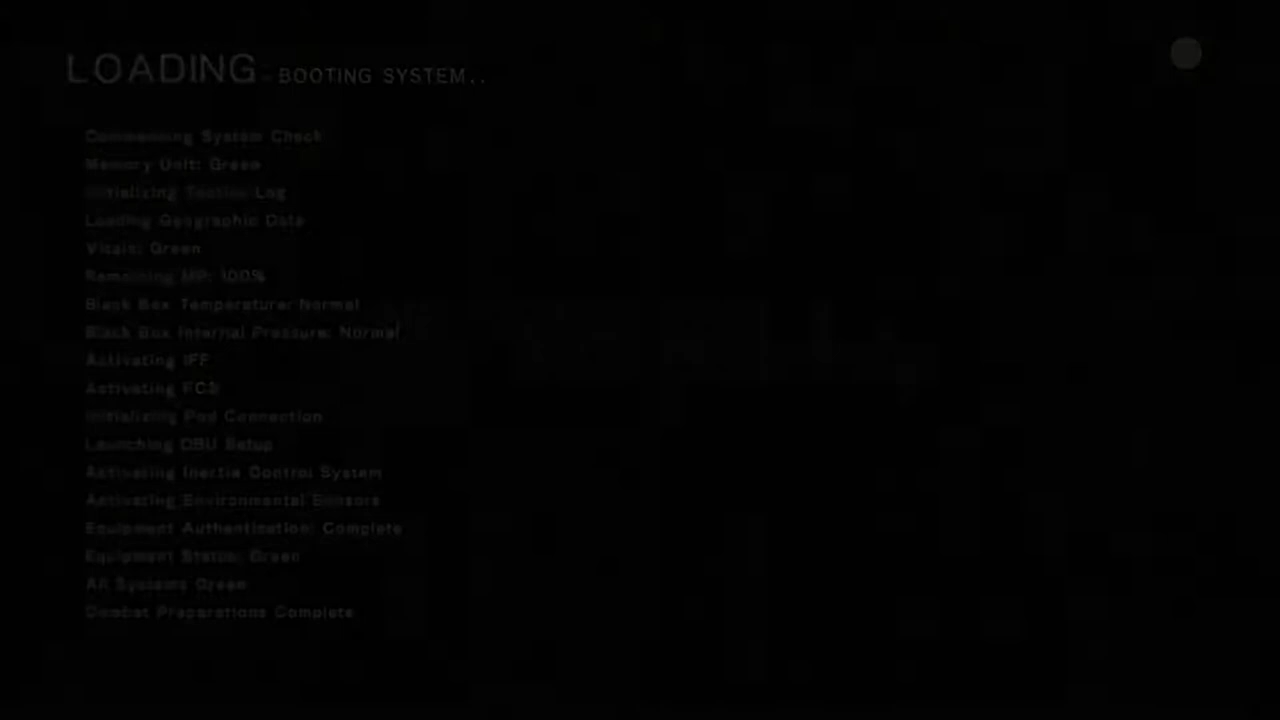 LOADING - BOOTING SYSTEM..
Commencing System Check
Memory Unit: Green
Initializing Tactics Log
Loading Geographic Data
Vitals: Green
Remaining MP: 100%
Black Box Temperature: Normal
Black Box Internal Pressure: Normal
Activating IFF
Activating FCS
Initializing Pod Connection
Launching DBU Setup
Activating Inertia Control System
Activating Environmental Sensors
Equipment Authentication: Complete
Equipment Status: Green
All Systems Green
Combat Preparations Complete